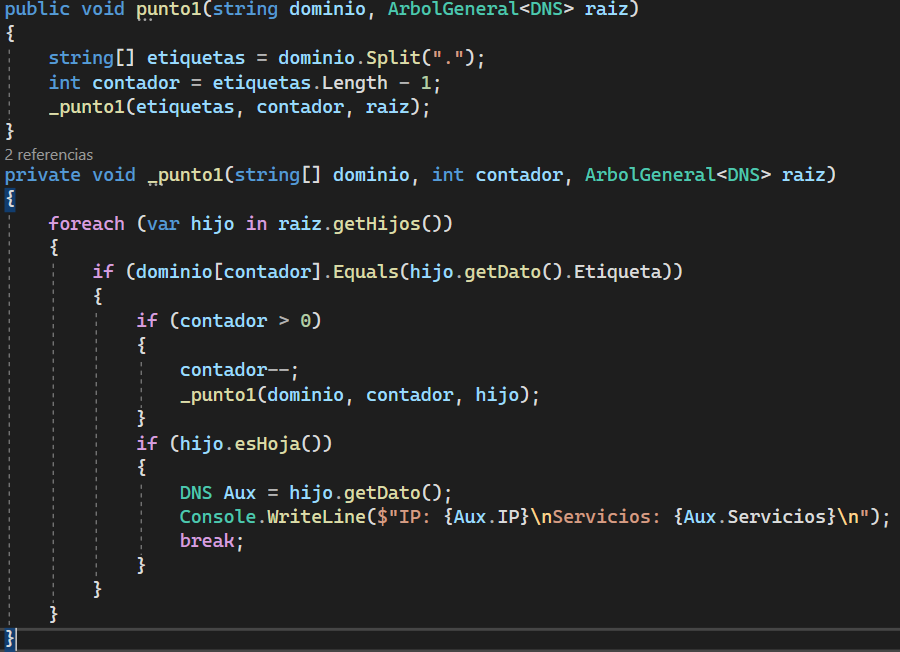 public void punto1(string dominio, ArbolGeneral<DNS> raiz)
{
string[] etiquetas = dominio.Split(".");
int contador = etiquetas.Length - 1;
_punto1(etiquetas, contador, raiz);
}
2 referencias
private void _punto1(string[] dominio, int contador, ArbolGeneral<DNS> raiz)
{
foreach (var hijo in raiz.getHijos())
{
if (dominio[contador].Equals(hijo.getDato().Etiqueta))
{
if (contador > 0)
{
contador--;
_punto1(dominio, contador, hijo);
}
if (hijo.esHoja())
{
DNS Aux = hijo.getDato();
Console.WriteLine($"IP: {Aux.IP}\nServicios: {Aux.Servicios}\n");
break;
}
}
}
}